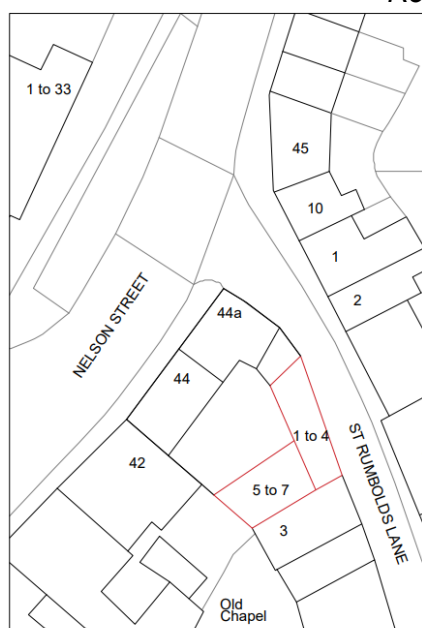 1 to 33
45
10
1
2
NELSON STREET
44a
44
1 to 4
42
ST RUMBOLDS LANE
5 to 7
3
Old
Chapel